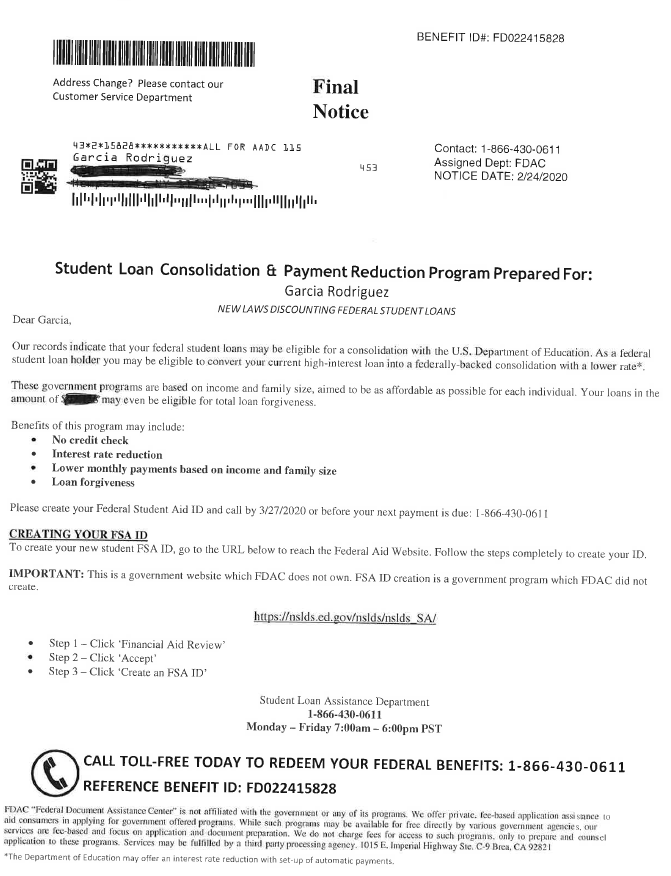 BENEFIT ID#: FD022415828
Address Change? Please contact our
Customer Service Department
Final
Notice
43*2*15828***********ALL FOR AADC 115
Garcia Rodriguez
453
Contact: 1-866-430-0611
Assigned Dept: FDAC
NOTICE DATE: 2/24/2020
Student Loan Consolidation & Payment Reduction Program Prepared For:
Garcia Rodriguez
NEW LAWS DISCOUNTING FEDERAL STUDENT LOANS
Dear Garcia,
Our records indicate that your federal student loans may be eligible for a consolidation with the U.S. Department of Education. As a federal
student loan holder you may be eligible to convert your current high-interest loan into a federally-backed consolidation with a lower rate*.
These government programs are based on income and family size, aimed to be as affordable as possible for each individual. Your loans in the
amount of may even be eligible for total loan forgiveness.
Benefits of this program may include:
• No credit check
• Interest rate reduction
• Lower monthly payments based on income and family size
• Loan forgiveness
Please create your Federal Student Aid ID and call by 3/27/2020 or before your next payment is due: 1-866-430-0611
CREATING YOUR FSA ID
To create your new student FSA ID, go to the URL below to reach the Federal Aid Website. Follow the steps completely to create your ID.
IMPORTANT: This is a government website which FDAC does not own. FSA ID creation is a government program which FDAC did not
create.
https://nslds.ed.gov/nslds/nslds_SA/
• Step 1 – Click 'Financial Aid Review'
• Step 2 – Click 'Accept'
• Step 3 – Click 'Create an FSA ID'
Student Loan Assistance Department
1-866-430-0611
Monday – Friday 7:00am – 6:00pm PST
CALL TOLL-FREE TODAY TO REDEEM YOUR FEDERAL BENEFITS: 1-866-430-0611
REFERENCE BENEFIT ID: FD022415828
FDAC "Federal Document Assistance Center" is not affiliated with the government or any of its programs. We offer private, fee-based application assistance to
aid consumers in applying for government offered programs. While such programs may be available for free directly by various government agencies, our
services are fee-based and focus on application and document preparation. We do not charge fees for access to such programs, only to prepare and counsel
application to these programs. Services may be fulfilled by a third party processing agency. 1015 E. Imperial Highway Ste. C-9 Brea, CA 92821
*The Department of Education may offer an interest rate reduction with set-up of automatic payments.